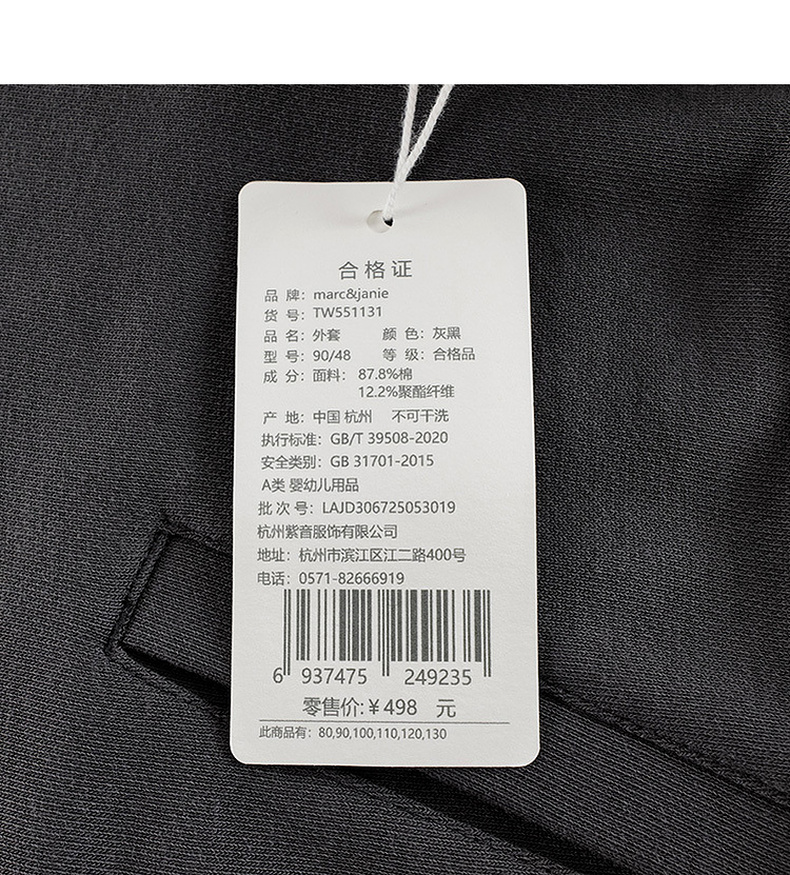 合格证
品 牌：marc&janie
货 号：TW551131
品 名：外套 颜 色：灰黑
型 号：90/48 等 级：合格品
成 分：面料： 87.8%棉
12.2%聚酯纤维
产 地：中国 杭州 不可干洗
执行标准：GB/T 39508-2020
安全类别：GB 31701-2015
A类 婴幼儿用品
批 次 号：LAJD306725053019
杭州紫音服饰有限公司
地址：杭州市滨江区江二路400号
电话：0571-82666919
6 937475 249235
零售价:￥498 元
此商品有：80,90,100,110,120,130